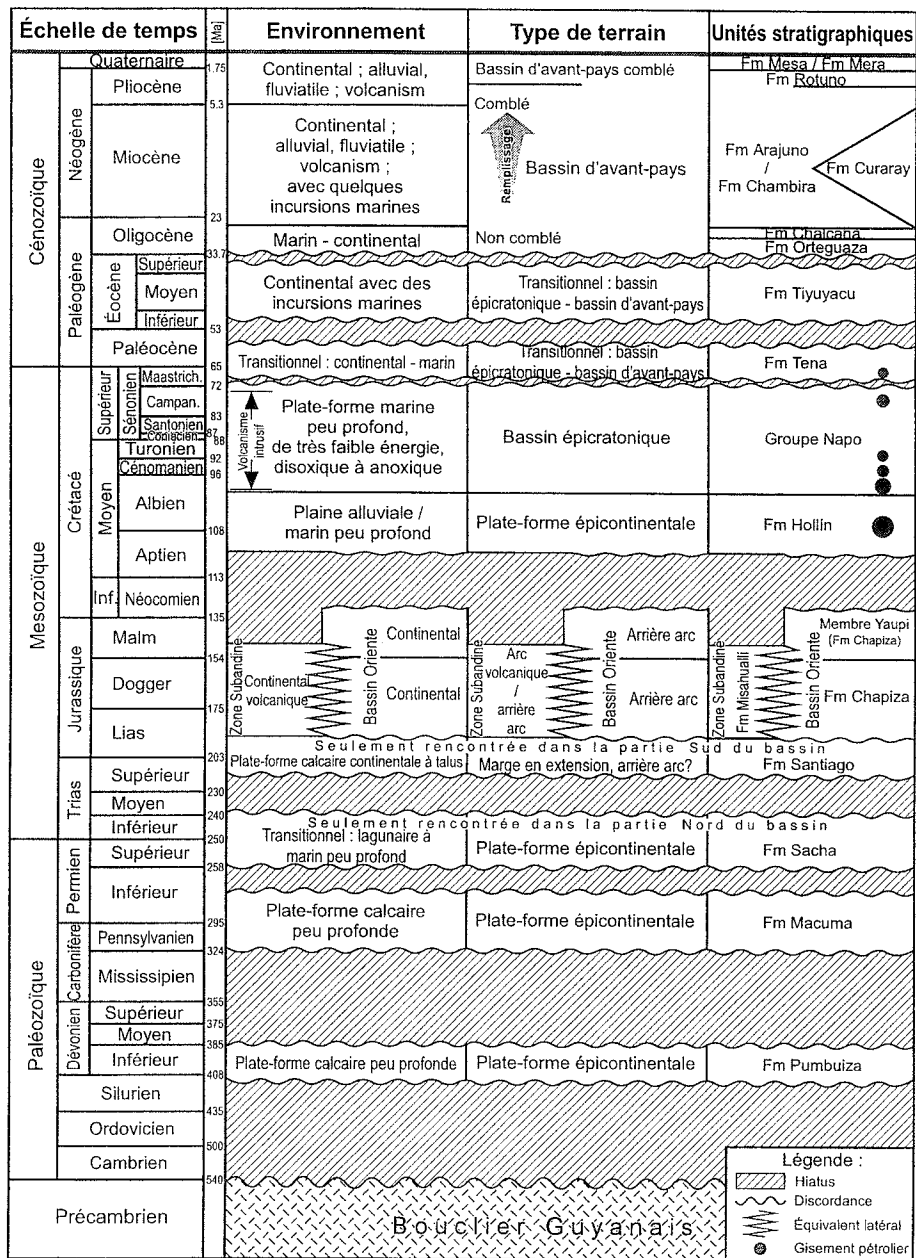 Échelle de temps [Ma] Environnement Type de terrain Unités stratigraphiques
Cénozoïque
Néogène
Paléogène
Quaternaire
1.75
Pliocène
5.3
Miocène
23
Oligocène
33.7
Éocène
Supérieur
Moyen
Inférieur
53
Paléocène
65
Mésozoïque
Crétacé
Supérieur
Sénonien
Maastrich.
72
Campan.
83
Santonien
87
Coniacien
88
Moyen
Turonien
92
Cénomanien
96
Albien
108
Aptien
113
Inf.
Néocomien
135
Jurassique
Malm
154
Dogger
175
Lias
203
Trias
Supérieur
230
Moyen
240
Inférieur
250
Paléozoïque
Permien
Supérieur
258
Inférieur
295
Carbonifère
Pennsylvanien
324
Mississipien
355
Dévonien
Supérieur
375
Moyen
385
Inférieur
408
Silurien
435
Ordovicien
500
Cambrien
540
Précambrien
Continental ; alluvial,
fluviatile ; volcanism
Continental ;
alluvial, fluviatile ;
volcanism ;
avec quelques
incursions marines
Marin - continental
Continental avec des
incursions marines
Transitionnel : continental - marin
Volcanisme
intrusif
Plate-forme marine
peu profond,
de très faible énergie,
disoxique à anoxique
Plaine alluviale /
marin peu profond
Zone Subandine
Continental
volcanique
Bassin Oriente
Continental
Continental
Seulement rencontrée dans la partie Sud du bassin
Plate-forme calcaire continentale à talus
Seulement rencontrée dans la partie Nord du bassin
Transitionnel : lagunaire à
marin peu profond
Plate-forme calcaire
peu profonde
Plate-forme calcaire peu profonde
Bassin d'avant-pays comblé
Comblé
Remplissage
Bassin d'avant-pays
Non comblé
Transitionnel : bassin
épicratonique - bassin d'avant-pays
Transitionnel : bassin
épicratonique - bassin d'avant-pays
Bassin épicratonique
Plate-forme épicontinentale
Zone Subandine
Arc
volcanique
/
arrière
arc
Bassin Oriente
Arrière arc
Arrière arc
Marge en extension, arrière arc?
Plate-forme épicontinentale
Plate-forme épicontinentale
Plate-forme épicontinentale
Fm Mesa / Fm Mera
Fm Rotuno
Fm Arajuno
/
Fm Chambira
Fm Curaray
Fm Chalcana
Fm Orteguaza
Fm Tiyuyacu
Fm Tena
Groupe Napo
Fm Hollín
Zone Subandine
Fm Misahualli
Bassin Oriente
Membre Yaupi
(Fm Chapiza)
Fm Chapiza
Fm Santiago
Fm Sacha
Fm Macuma
Fm Pumbuiza
Bouclier Guyanais
Légende :
Hiatus
Discordance
Équivalent latéral
Gisement pétrolier